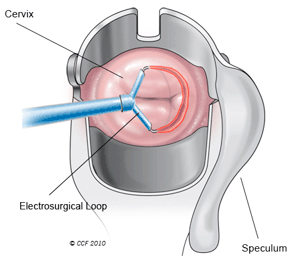 Cervix
Electrosurgical Loop
© CCF 2010
Speculum